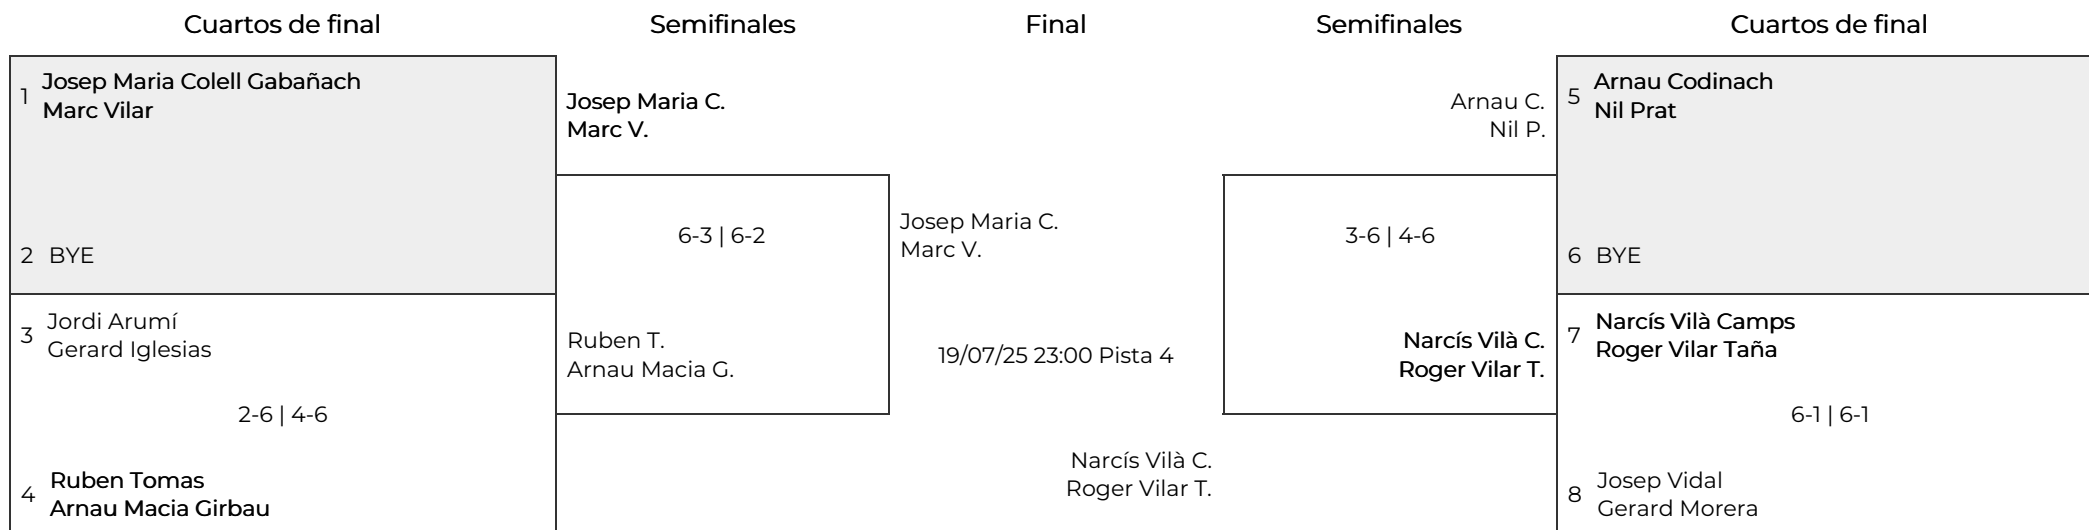 Cuartos de final
Semifinales
Final
Semifinales
Cuartos de final
1
Josep Maria Colell Gabañach
Marc Vilar
2 BYE
3
Jordi Arumí
Gerard Iglesias
2-6 | 4-6
4
Ruben Tomas
Arnau Macia Girbau
Josep Maria C.
Marc V.
6-3 | 6-2
Ruben T.
Arnau Macia G.
Josep Maria C.
Marc V.
19/07/25 23:00 Pista 4
Narcís Vilà C.
Roger Vilar T.
Arnau C.
Nil P.
3-6 | 4-6
Narcís Vilà C.
Roger Vilar T.
5
Arnau Codinach
Nil Prat
6 BYE
7
Narcís Vilà Camps
Roger Vilar Taña
6-1 | 6-1
8
Josep Vidal
Gerard Morera